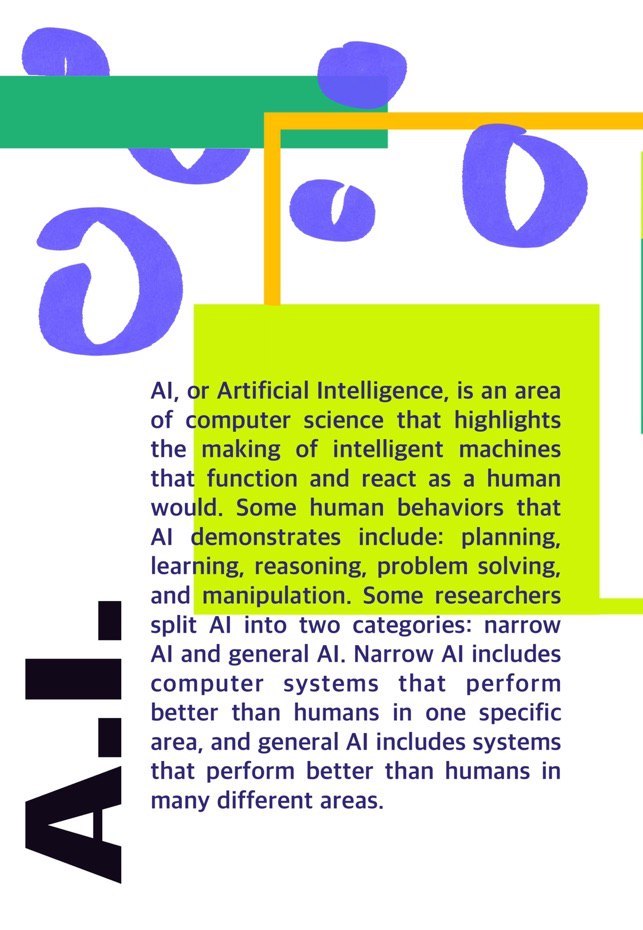 AI, or Artificial Intelligence, is an area
of computer science that highlights
the making of intelligent machines
that function and react as a human
would. Some human behaviors that
AI demonstrates include: planning,
learning, reasoning, problem solving,
and manipulation. Some researchers
split AI into two categories: narrow
AI and general AI. Narrow AI includes
computer systems that perform
better than humans in one specific
area, and general AI includes systems
that perform better than humans in
many different areas.
A.I.